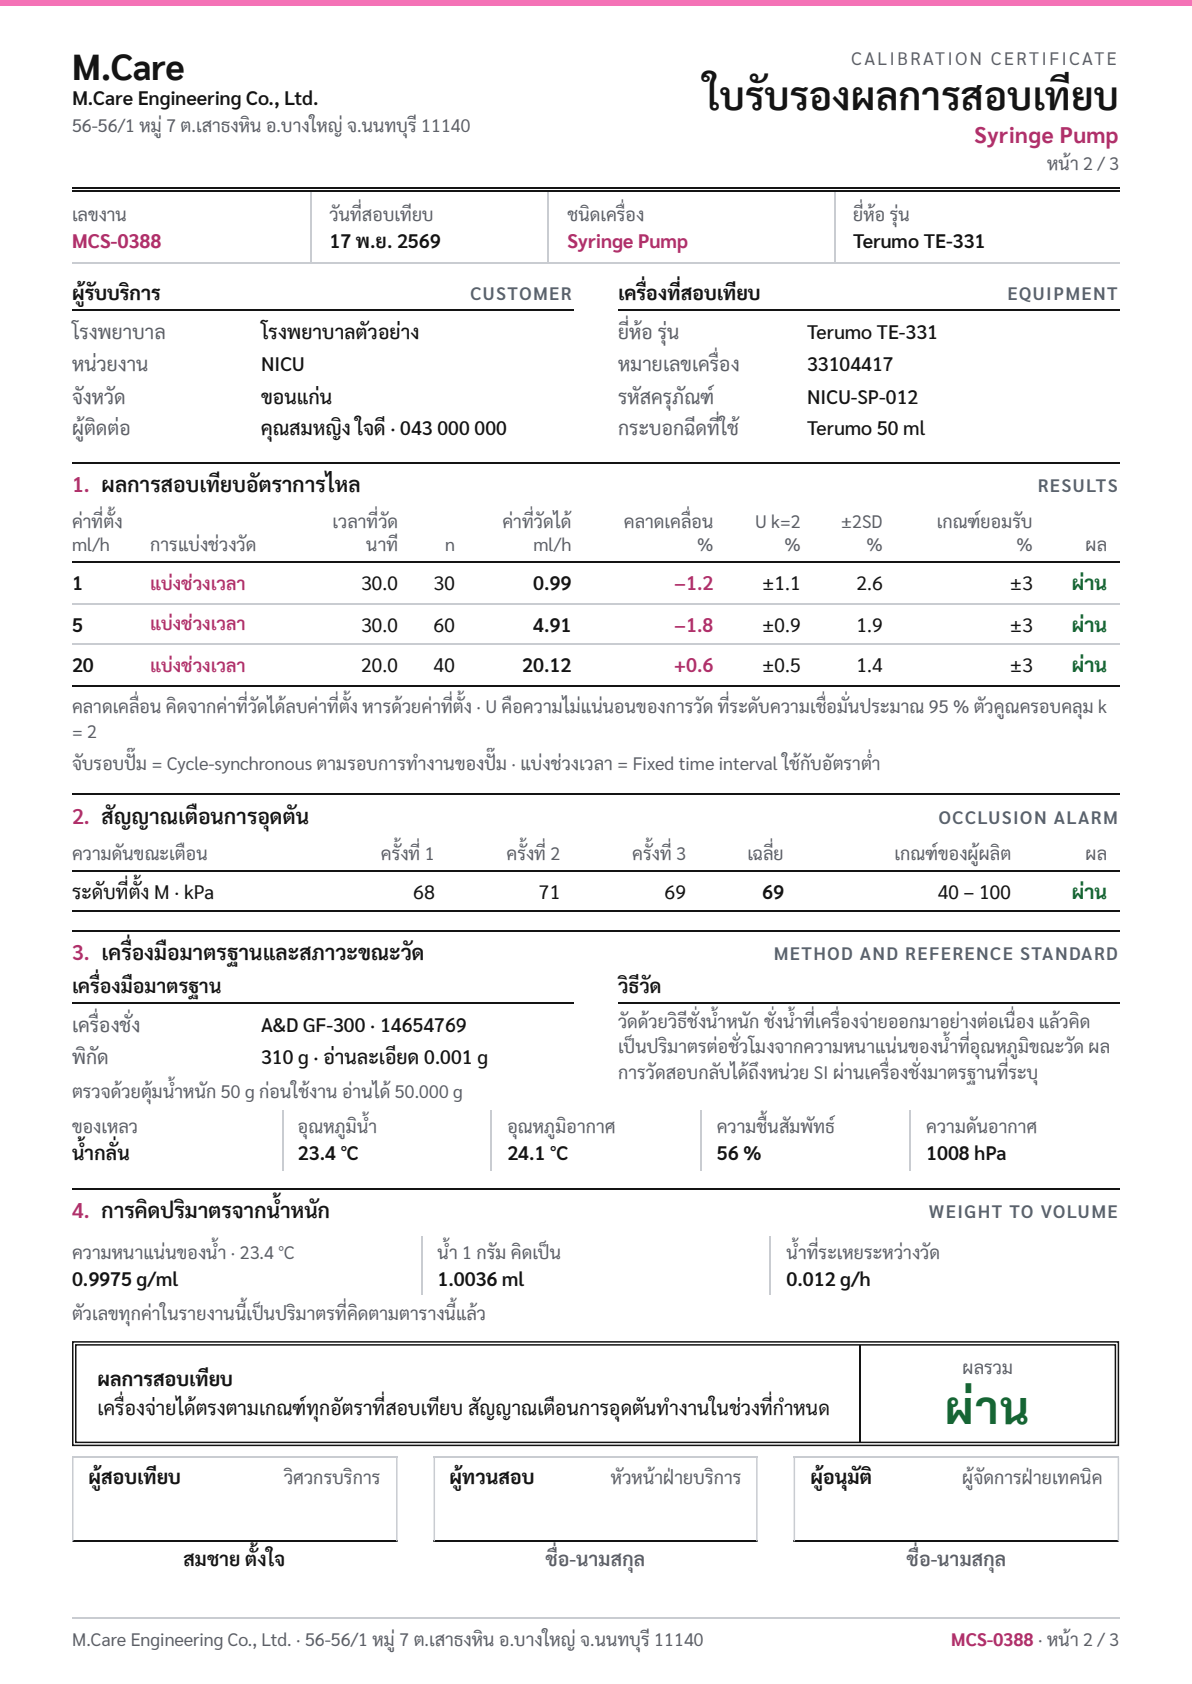 M.Care
M.Care Engineering Co., Ltd.
56-56/1 หมู่ 7 ต.เสาธงหิน อ.บางใหญ่ จ.นนทบุรี 11140
CALIBRATION CERTIFICATE
ใบรับรองผลการสอบเทียบ
Syringe Pump
หน้า 2 / 3
เลขงาน วันที่สอบเทียบ ชนิดเครื่อง ยี่ห้อ รุ่น
MCS-0388 17 พ.ย. 2569 Syringe Pump Terumo TE-331
ผู้รับบริการ CUSTOMER
โรงพยาบาล โรงพยาบาลตัวอย่าง
หน่วยงาน NICU
จังหวัด ขอนแก่น
ผู้ติดต่อ คุณสมหญิง ใจดี · 043 000 000
เครื่องที่สอบเทียบ EQUIPMENT
ยี่ห้อ รุ่น Terumo TE-331
หมายเลขเครื่อง 33104417
รหัสครุภัณฑ์ NICU-SP-012
กระบอกฉีดที่ใช้ Terumo 50 ml
1. ผลการสอบเทียบอัตราการไหล RESULTS
ค่าที่ตั้ง เวลาที่วัด ค่าที่วัดได้ คลาดเคลื่อน U k=2 ±2SD เกณฑ์ยอมรับ
ml/h การแบ่งช่วงวัด นาที n ml/h % % % % ผล
1 แบ่งช่วงเวลา 30.0 30 0.99 −1.2 ±1.1 2.6 ±3 ผ่าน
5 แบ่งช่วงเวลา 30.0 60 4.91 −1.8 ±0.9 1.9 ±3 ผ่าน
20 แบ่งช่วงเวลา 20.0 40 20.12 +0.6 ±0.5 1.4 ±3 ผ่าน
คลาดเคลื่อน คิดจากค่าที่วัดได้ลบค่าที่ตั้ง หารด้วยค่าที่ตั้ง · U คือความไม่แน่นอนของการวัด ที่ระดับความเชื่อมั่นประมาณ 95 % ตัวคูณครอบคลุม k
= 2
จับรอบปั๊ม = Cycle-synchronous ตามรอบการทำงานของปั๊ม · แบ่งช่วงเวลา = Fixed time interval ใช้กับอัตราต่ำ
2. สัญญาณเตือนการอุดตัน OCCLUSION ALARM
ความดันขณะเตือน ครั้งที่ 1 ครั้งที่ 2 ครั้งที่ 3 เฉลี่ย เกณฑ์ของผู้ผลิต ผล
ระดับที่ตั้ง M · kPa 68 71 69 69 40 – 100 ผ่าน
3. เครื่องมือมาตรฐานและสภาวะขณะวัด METHOD AND REFERENCE STANDARD
เครื่องมือมาตรฐาน
เครื่องชั่ง A&D GF-300 · 14654769
พิกัด 310 g · อ่านละเอียด 0.001 g
ตรวจด้วยตุ้มน้ำหนัก 50 g ก่อนใช้งาน อ่านได้ 50.000 g
วิธีวัด
วัดด้วยวิธีชั่งน้ำหนัก ชั่งน้ำที่เครื่องจ่ายออกมาอย่างต่อเนื่อง แล้วคิด
เป็นปริมาตรต่อชั่วโมงจากความหนาแน่นของน้ำที่อุณหภูมิขณะวัด ผล
การวัดสอบกลับได้ถึงหน่วย SI ผ่านเครื่องชั่งมาตรฐานที่ระบุ
ของเหลว อุณหภูมิน้ำ อุณหภูมิอากาศ ความชื้นสัมพัทธ์ ความดันอากาศ
น้ำกลั่น 23.4 °C 24.1 °C 56 % 1008 hPa
4. การคิดปริมาตรจากน้ำหนัก WEIGHT TO VOLUME
ความหนาแน่นของน้ำ · 23.4 °C น้ำ 1 กรัม คิดเป็น น้ำที่ระเหยระหว่างวัด
0.9975 g/ml 1.0036 ml 0.012 g/h
ตัวเลขทุกค่าในรายงานนี้เป็นปริมาตรที่คิดตามตารางนี้แล้ว
ผลการสอบเทียบ
เครื่องจ่ายได้ตรงตามเกณฑ์ทุกอัตราที่สอบเทียบ สัญญาณเตือนการอุดตันทำงานในช่วงที่กำหนด
ผลรวม
ผ่าน
ผู้สอบเทียบ วิศวกรบริการ ผู้ทวนสอบ หัวหน้าฝ่ายบริการ ผู้อนุมัติ ผู้จัดการฝ่ายเทคนิค
สมชาย ตั้งใจ ชื่อ-นามสกุล ชื่อ-นามสกุล
M.Care Engineering Co., Ltd. · 56-56/1 หมู่ 7 ต.เสาธงหิน อ.บางใหญ่ จ.นนทบุรี 11140 MCS-0388 · หน้า 2 / 3